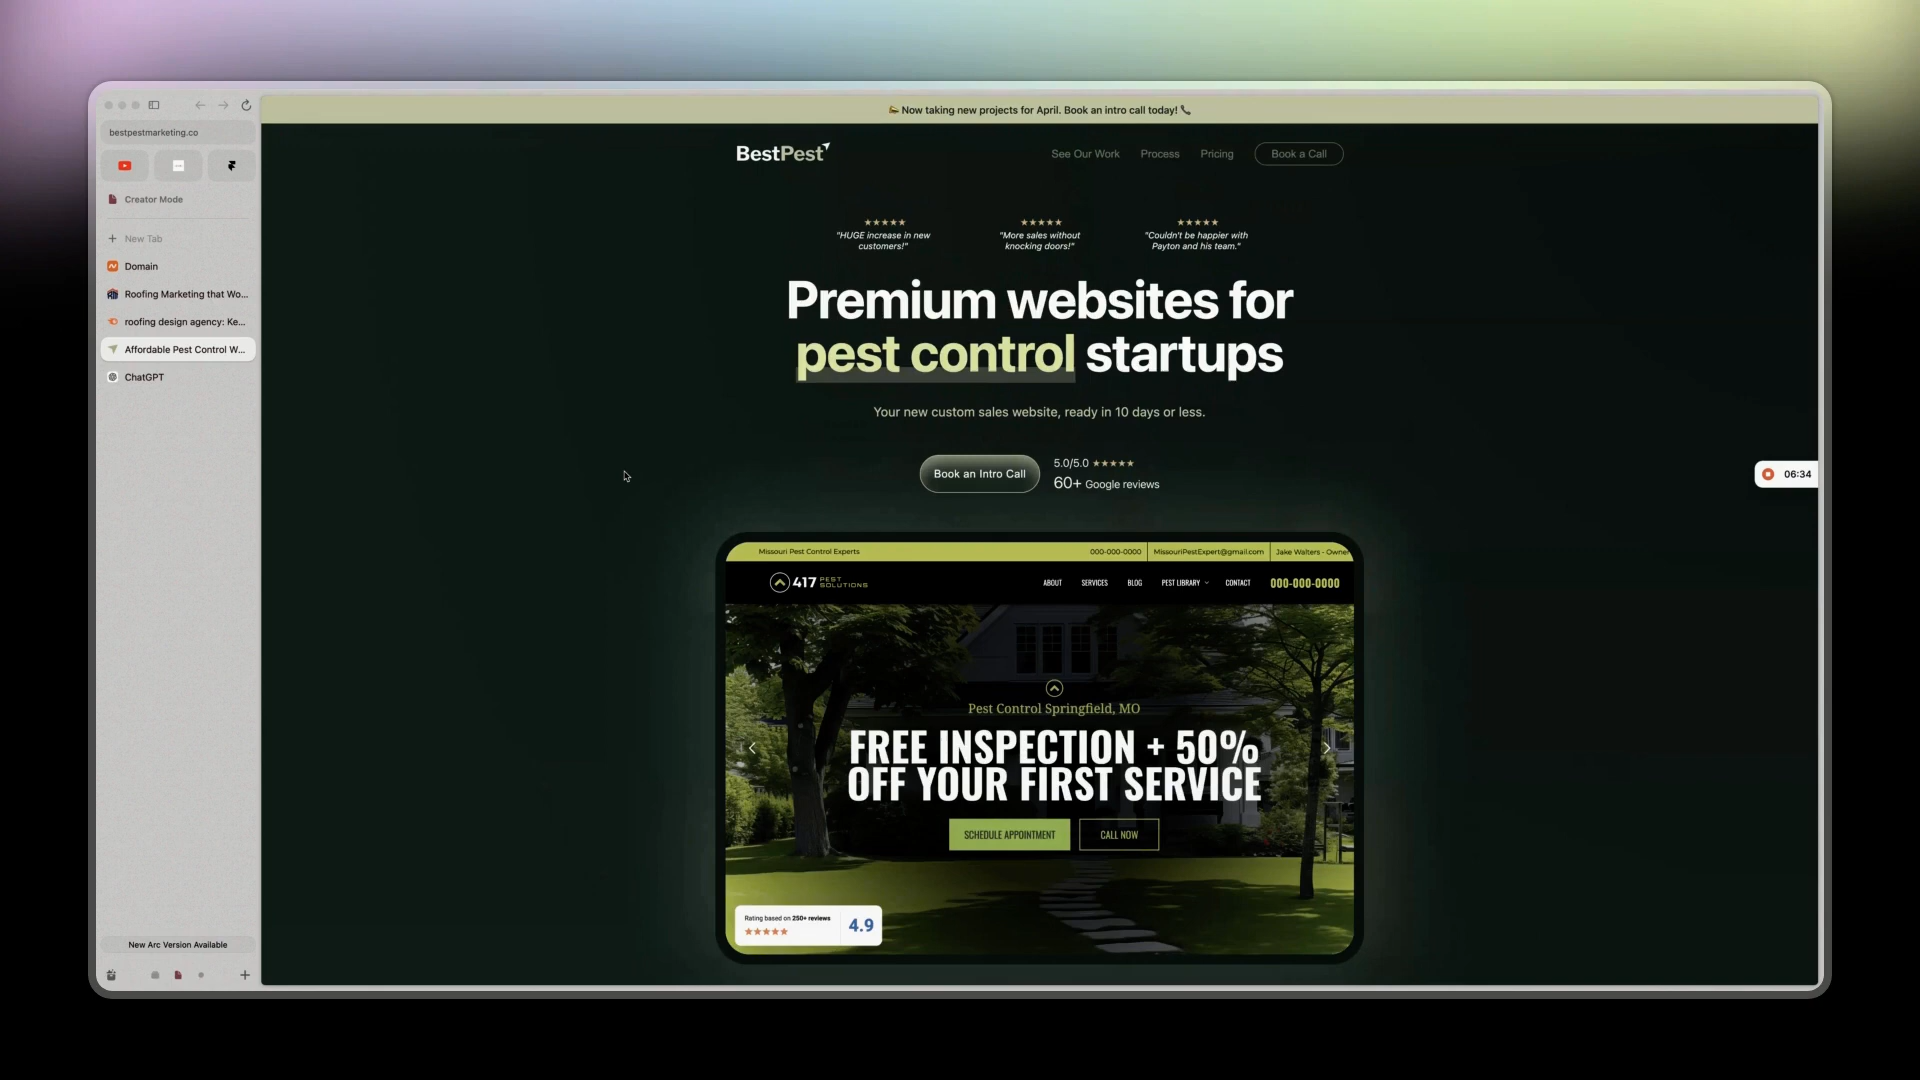 bestpestmarketing.co
Creator Mode
New Tab
Domain
Roofing Marketing that Wo...
roofing design agency: Ke...
Affordable Pest Control W...
ChatGPT
New Arc Version Available
Now taking new projects for April. Book an intro call today!
BestPest
See Our Work
Process
Pricing
Book a Call
"HUGE increase in new
customers!"
"More sales without
knocking doors!"
"Couldn't be happier with
Payton and his team."
Premium websites for
pest control startups
Your new custom sales website, ready in 10 days or less.
Book an Intro Call
5.0/5.0
60+ Google reviews
06:34
Missouri Pest Control Experts
000-000-0000
MissouriPestExpert@gmail.com
Jake Walters - Owner
417 PEST
SOLUTIONS
ABOUT
SERVICES
BLOG
PEST LIBRARY
CONTACT
000-000-0000
Pest Control Springfield, MO
FREE INSPECTION + 50%
OFF YOUR FIRST SERVICE
SCHEDULE APPOINTMENT
CALL NOW
Rating based on 250+ reviews
4.9